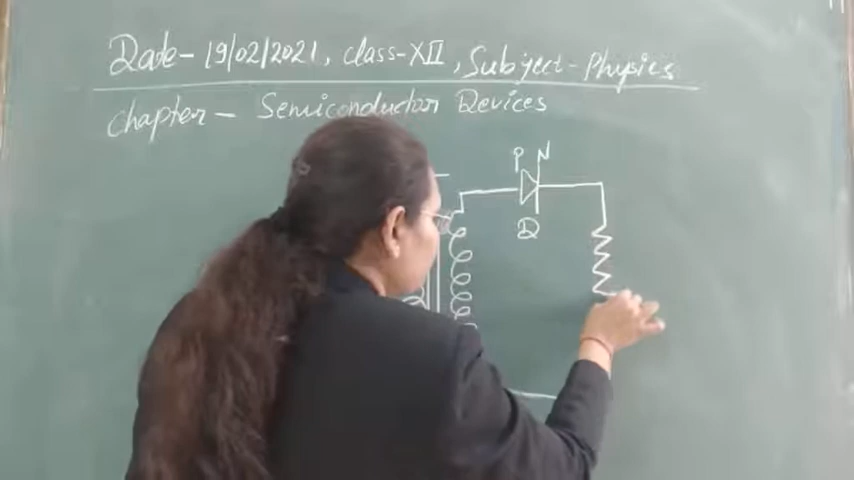 Date - 19/02/2021, class-XII, Subject - Physics
Chapter - Semiconductor Devices
P N
D